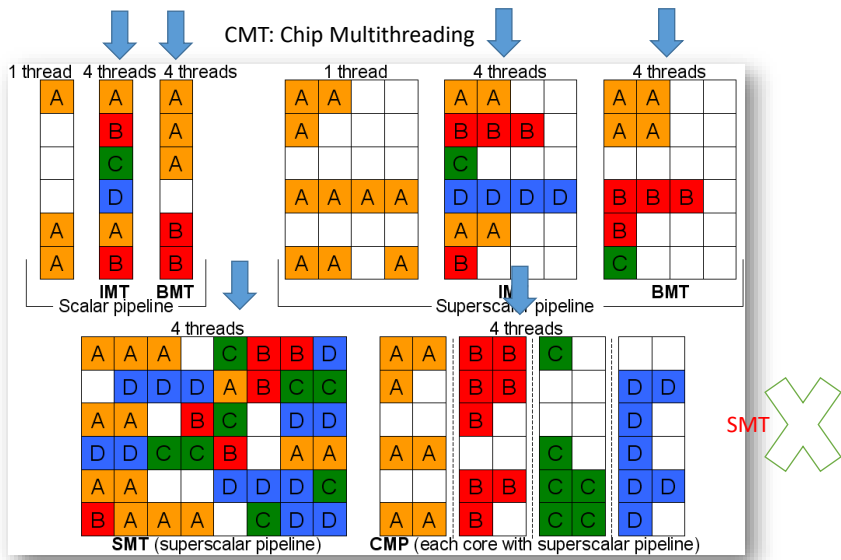 CMT: Chip Multithreading
1 thread 4 threads 4 threads 1 thread 4 threads 4 threads
A A A A A A A A A
B A A B B B A A
C A C
D A A A A D D D D B B B
A A B A A B
A B B A A A B C
IMT BMT IM BMT
Scalar pipeline Superscalar pipeline
4 threads 4 threads
A A A C B B D A A B B C
D D D A B C C A B B D D
A A B C D D B D
D D C C B A A A A C D
A A D D D C B B C C D D
B A A A C D D A A B C C D
SMT
SMT (superscalar pipeline) CMP (each core with superscalar pipeline)